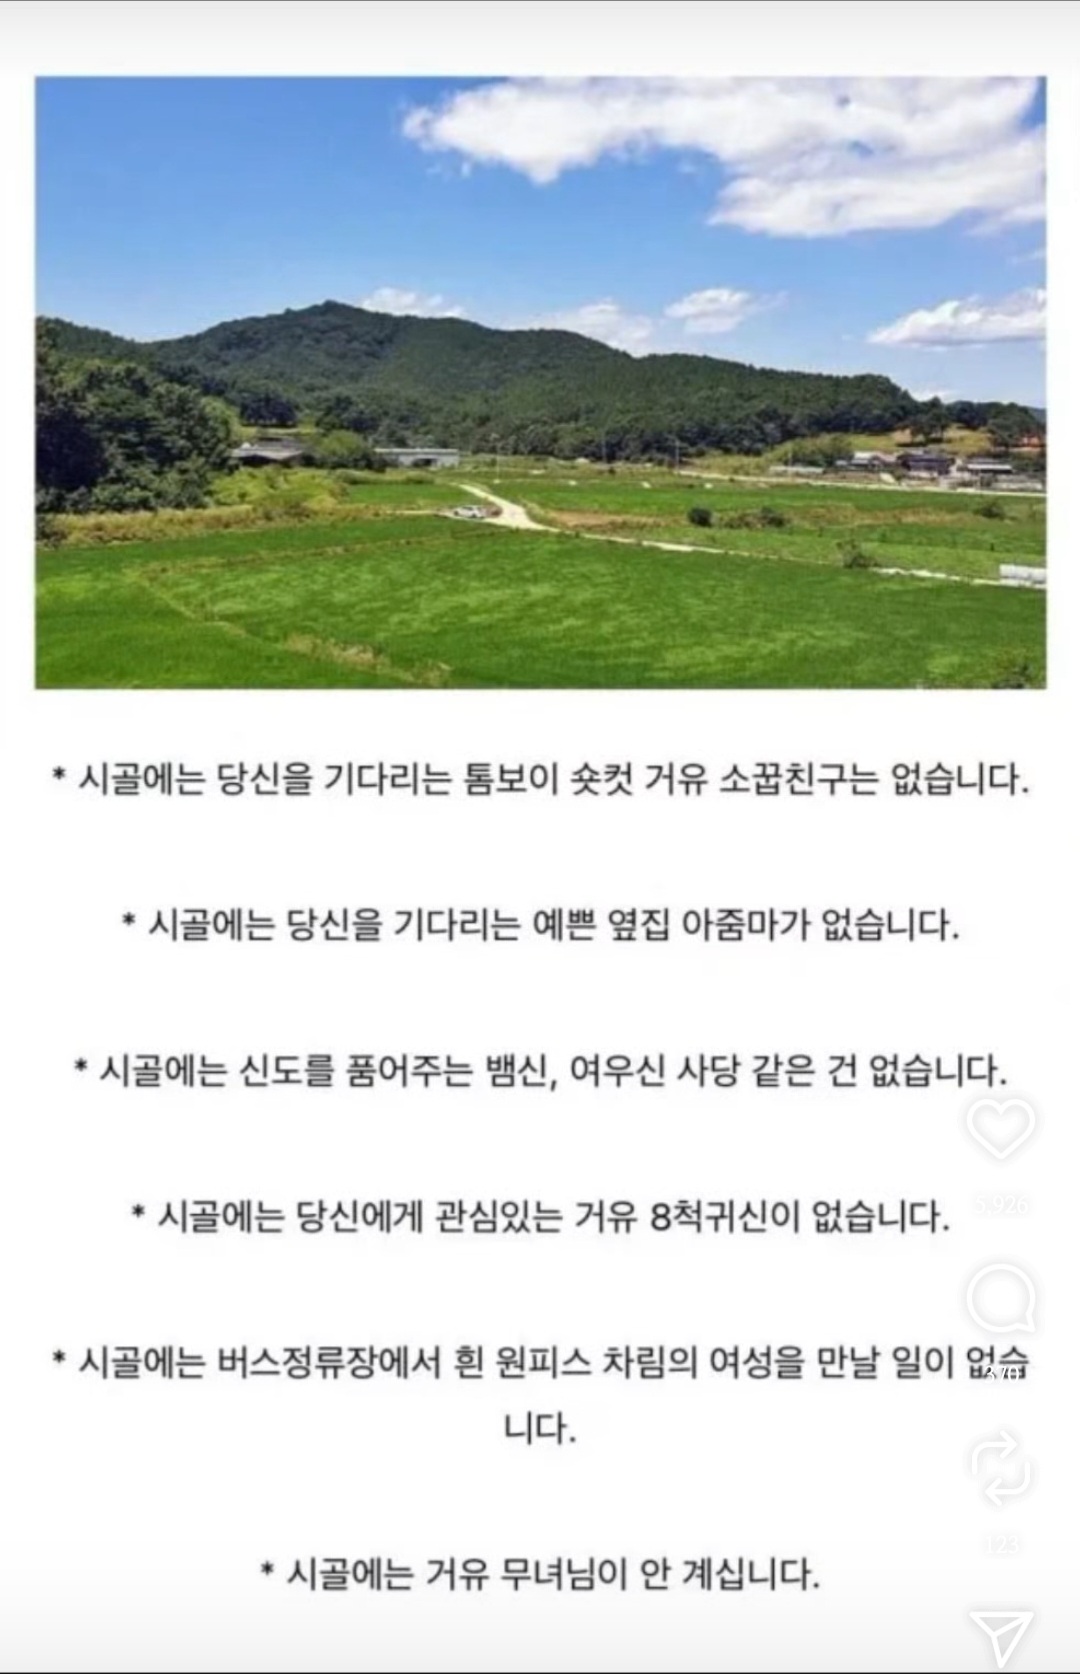 * 시골에는 당신을 기다리는 톰보이 숏컷 거유 소꿉친구는 없습니다.
* 시골에는 당신을 기다리는 예쁜 옆집 아줌마가 없습니다.
* 시골에는 신도를 품어주는 뱀신, 여우신 사당 같은 건 없습니다.
* 시골에는 당신에게 관심있는 거유 8척귀신이 없습니다.
5,926
* 시골에는 버스정류장에서 흰 원피스 차림의 여성을 만날 일이 없습
370
니다.
123
* 시골에는 거유 무녀님이 안 계십니다.